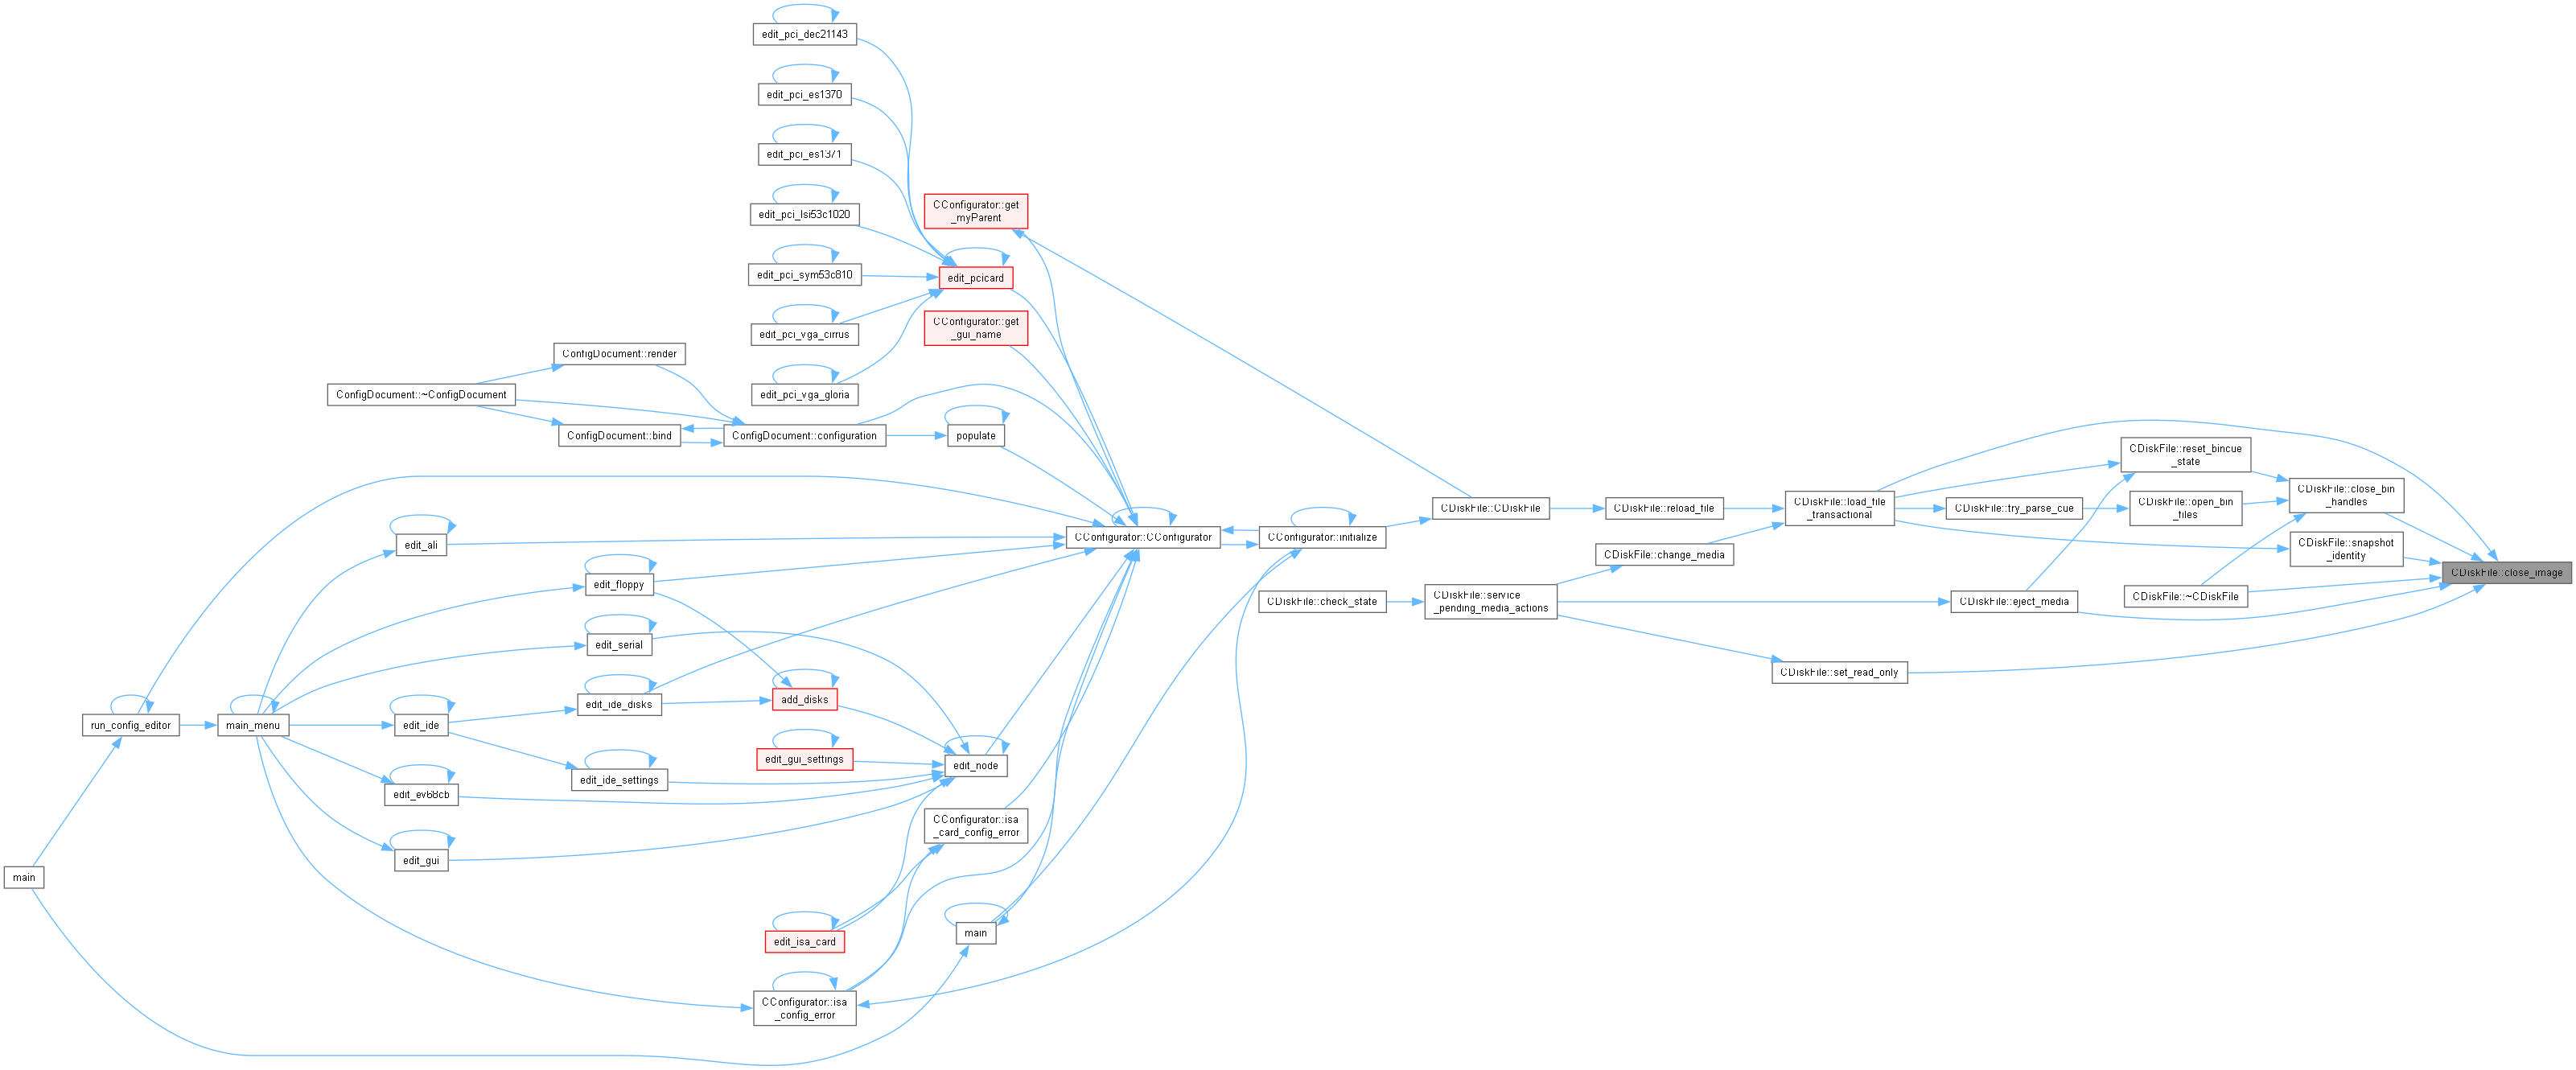 edit_pci_dec21143
edit_pci_es1370
edit_pci_es1371
edit_pci_lsi53c1020
edit_pci_sym53c810
edit_pci_vga_cirrus
edit_pci_vga_gloria
CConfigurator::get
_myParent
edit_pcicard
CConfigurator::get
_gui_name
ConfigDocument::render
ConfigDocument::~ConfigDocument
ConfigDocument::bind
ConfigDocument::configuration
populate
CConfigurator::CConfigurator
CConfigurator::initialize
CDiskFile::CDiskFile
CDiskFile::reload_file
CDiskFile::load_file
_transactional
CDiskFile::try_parse_cue
CDiskFile::open_bin
_files
CDiskFile::reset_bincue
_state
CDiskFile::close_bin
_handles
CDiskFile::snapshot
_identity
CDiskFile::close_image
CDiskFile::~CDiskFile
CDiskFile::eject_media
CDiskFile::change_media
CDiskFile::service
_pending_media_actions
CDiskFile::check_state
CDiskFile::set_read_only
edit_ali
edit_floppy
edit_serial
edit_ide_disks
add_disks
edit_ide
main_menu
run_config_editor
edit_gui_settings
edit_node
edit_ide_settings
edit_ev68cb
CConfigurator::isa
_card_config_error
edit_gui
main
edit_isa_card
main
CConfigurator::isa
_config_error